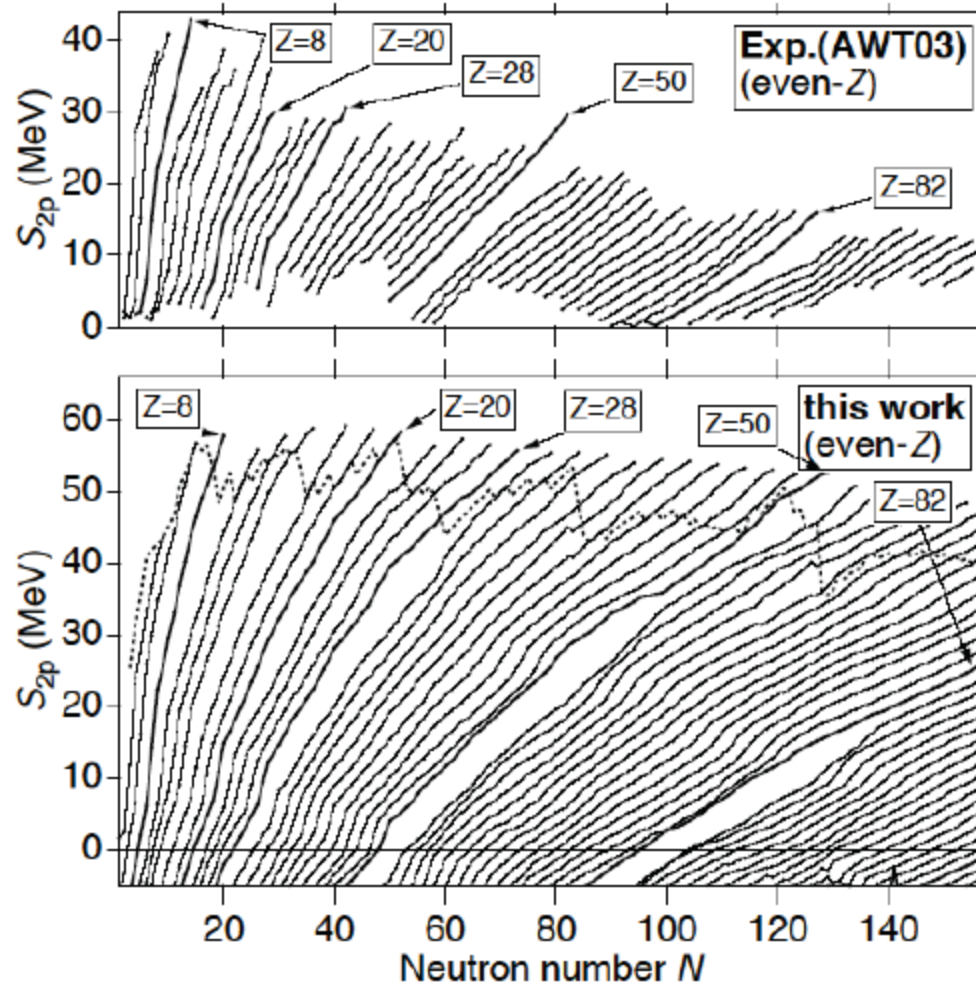 40
30
20
10
0
S2p (MeV)
Z=8
Z=20
Z=28
Z=50
Z=82
Exp.(AWT03)
(even-Z)
60
50
40
30
20
10
0
S2p (MeV)
Z=8
Z=20
Z=28
Z=50
Z=82
this work
(even-Z)
20 40 60 80 100 120 140
Neutron number N